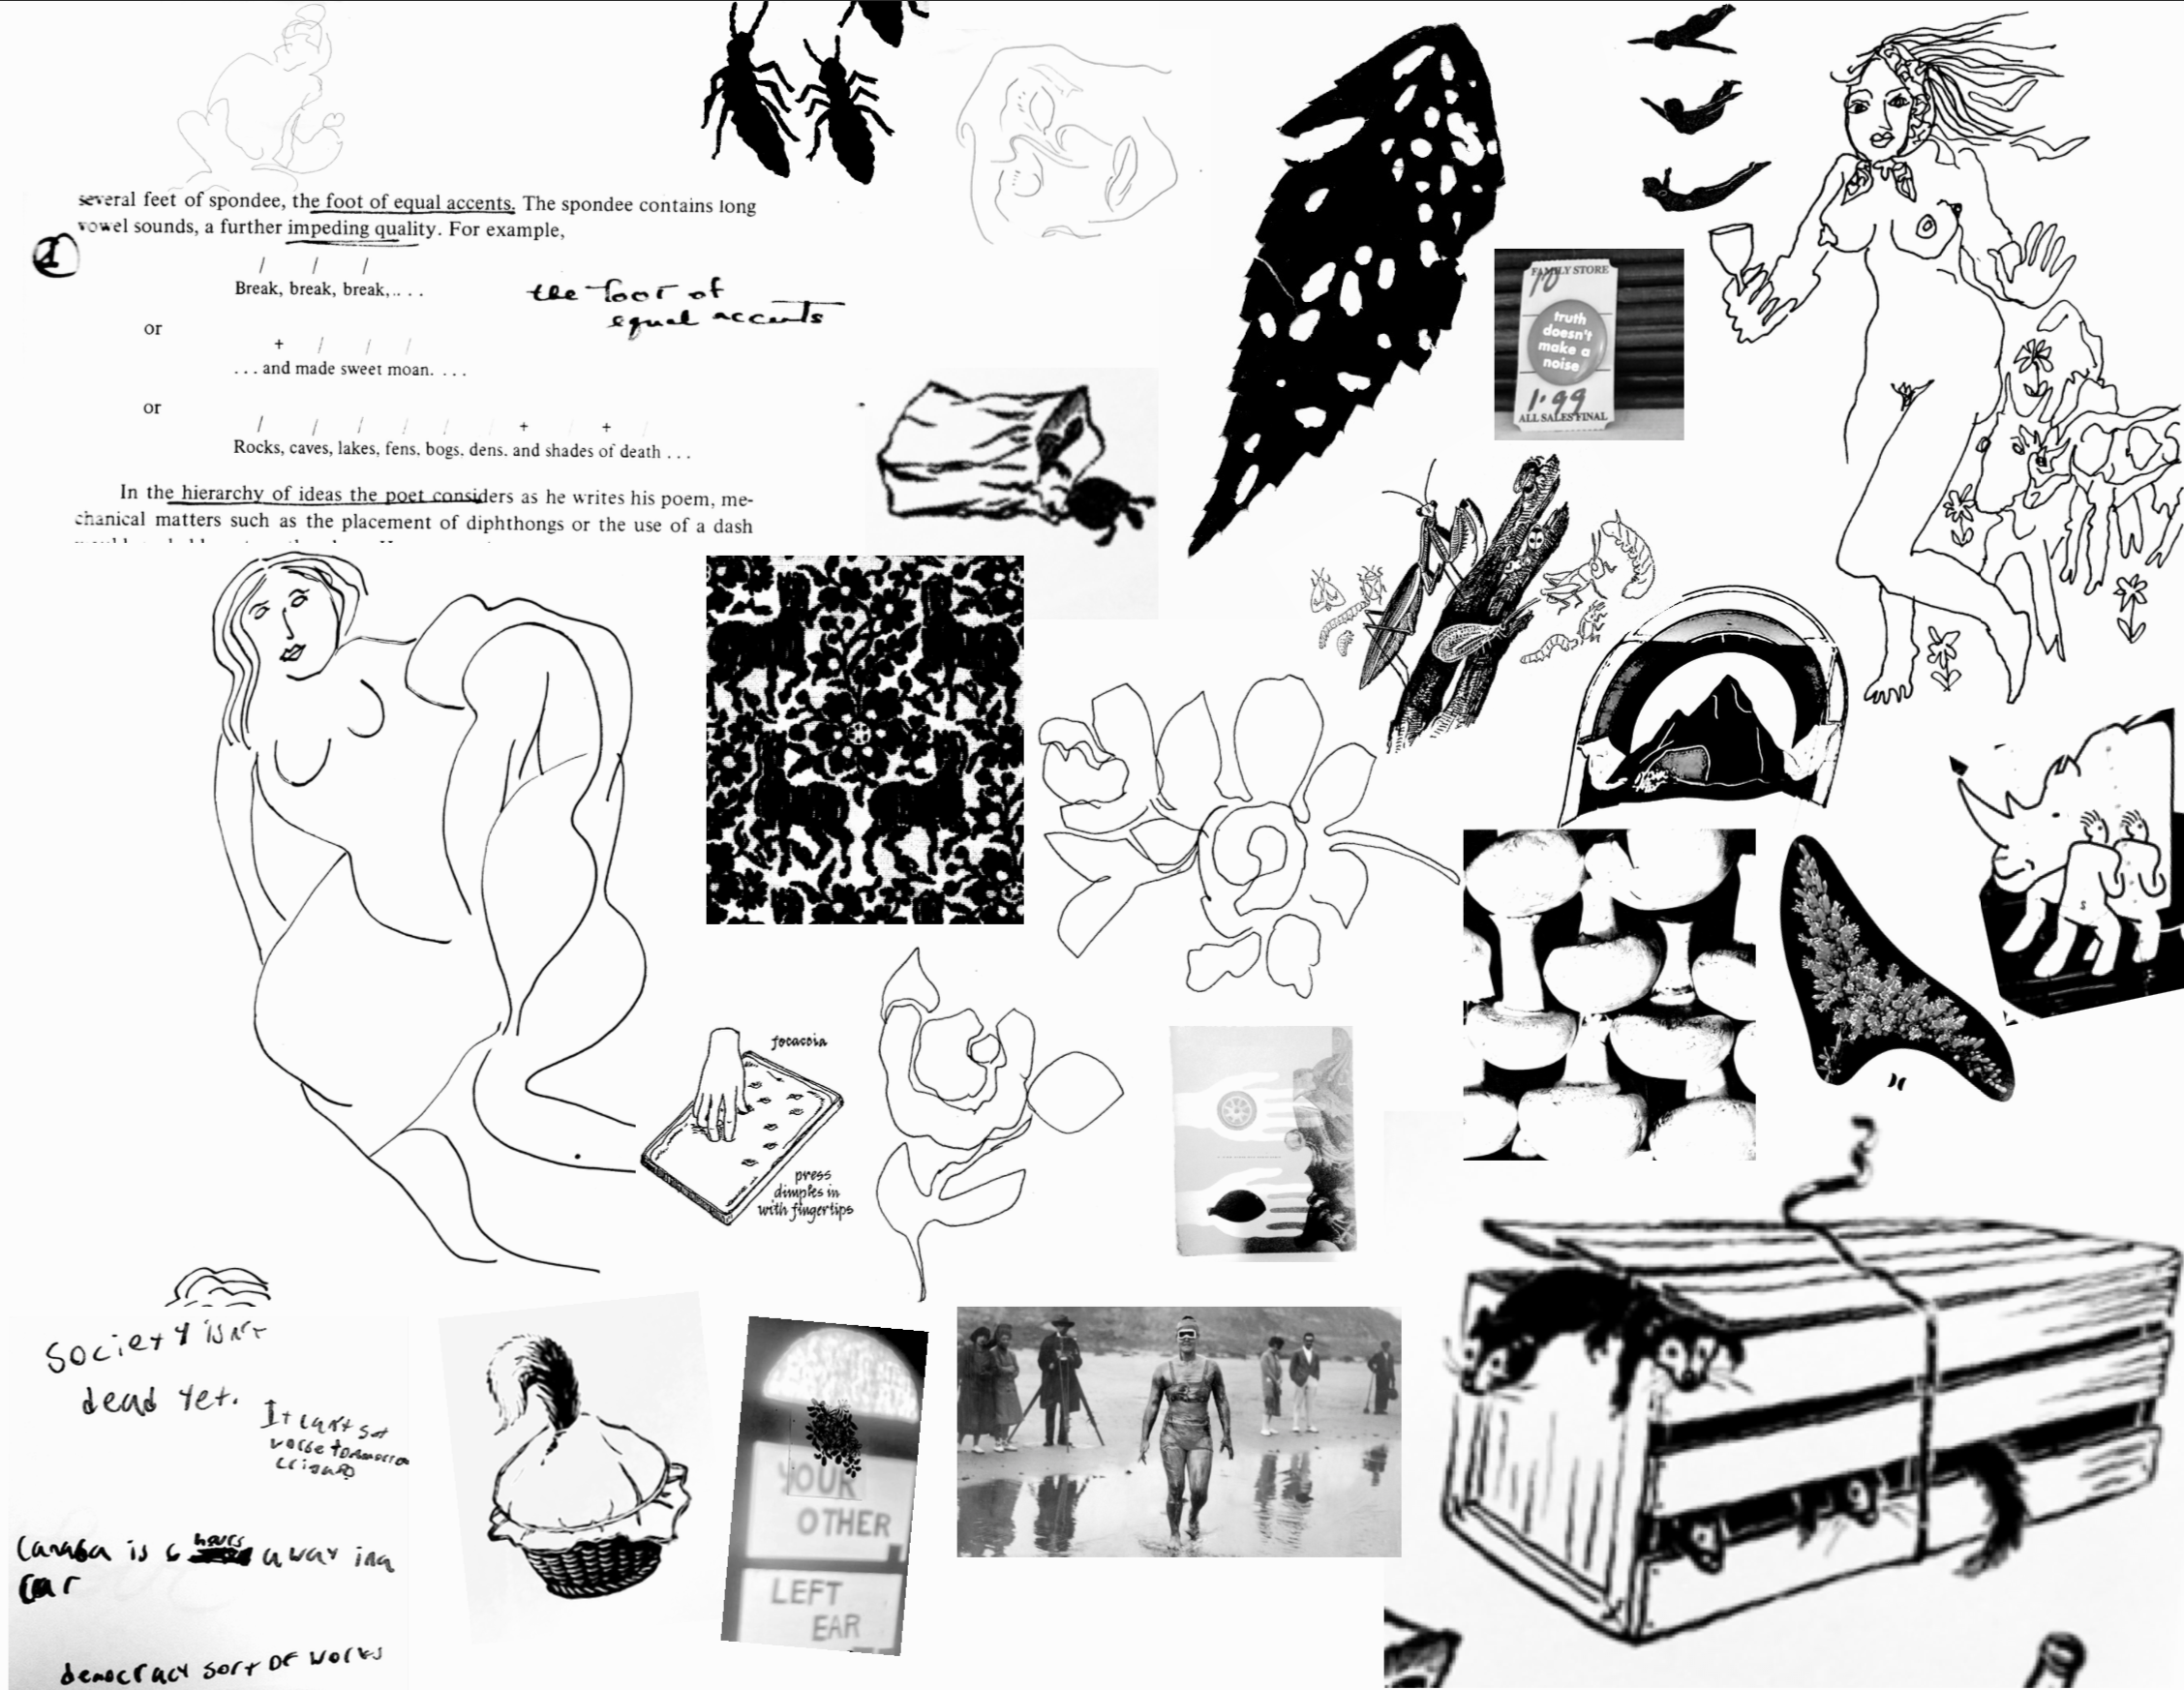 several feet of spondee, the foot of equal accents. The spondee contains long
vowel sounds, a further impeding quality. For example,
1
/ / /
Break, break, break,.. . .
the foot of
equal accents
or
+ / / /
. . . and made sweet moan. . . .
or
/ / / / / + +
Rocks, caves, lakes, fens, bogs, dens, and shades of death . . .
In the hierarchy of ideas the poet considers as he writes his poem, me-
chanical matters such as the placement of diphthongs or the use of a dash
FAMILY STORE
10
truth
doesn't
make a
noise
1.99
ALL SALES FINAL
focaccia
press
dimples in
with fingertips
Society isn't
dead yet.
It can't get
worse tomorrow
Canada is 6 hours away in a
car
democracy sort of works
YOUR
OTHER
LEFT
EAR
S